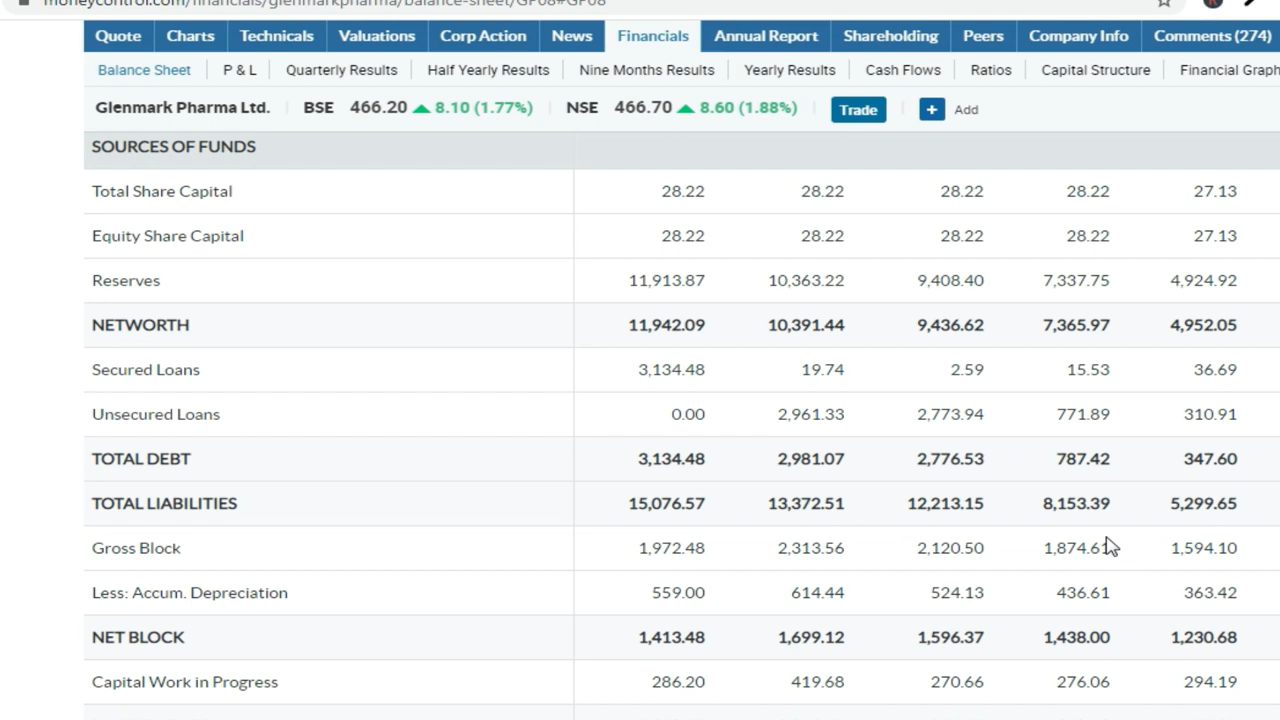 moneycontrol.com/financials/glenmarkpharma/balance-sheet/GP08#GP08
Quote Charts Technicals Valuations Corp Action News Financials Annual Report Shareholding Peers Company Info Comments (274)
Balance Sheet P & L Quarterly Results Half Yearly Results Nine Months Results Yearly Results Cash Flows Ratios Capital Structure Financial Graph
Glenmark Pharma Ltd. BSE 466.20 8.10 (1.77%) NSE 466.70 8.60 (1.88%) Trade + Add
SOURCES OF FUNDS
Total Share Capital 28.22 28.22 28.22 28.22 27.13
Equity Share Capital 28.22 28.22 28.22 28.22 27.13
Reserves 11,913.87 10,363.22 9,408.40 7,337.75 4,924.92
NETWORTH 11,942.09 10,391.44 9,436.62 7,365.97 4,952.05
Secured Loans 3,134.48 19.74 2.59 15.53 36.69
Unsecured Loans 0.00 2,961.33 2,773.94 771.89 310.91
TOTAL DEBT 3,134.48 2,981.07 2,776.53 787.42 347.60
TOTAL LIABILITIES 15,076.57 13,372.51 12,213.15 8,153.39 5,299.65
Gross Block 1,972.48 2,313.56 2,120.50 1,874.61 1,594.10
Less: Accum. Depreciation 559.00 614.44 524.13 436.61 363.42
NET BLOCK 1,413.48 1,699.12 1,596.37 1,438.00 1,230.68
Capital Work in Progress 286.20 419.68 270.66 276.06 294.19